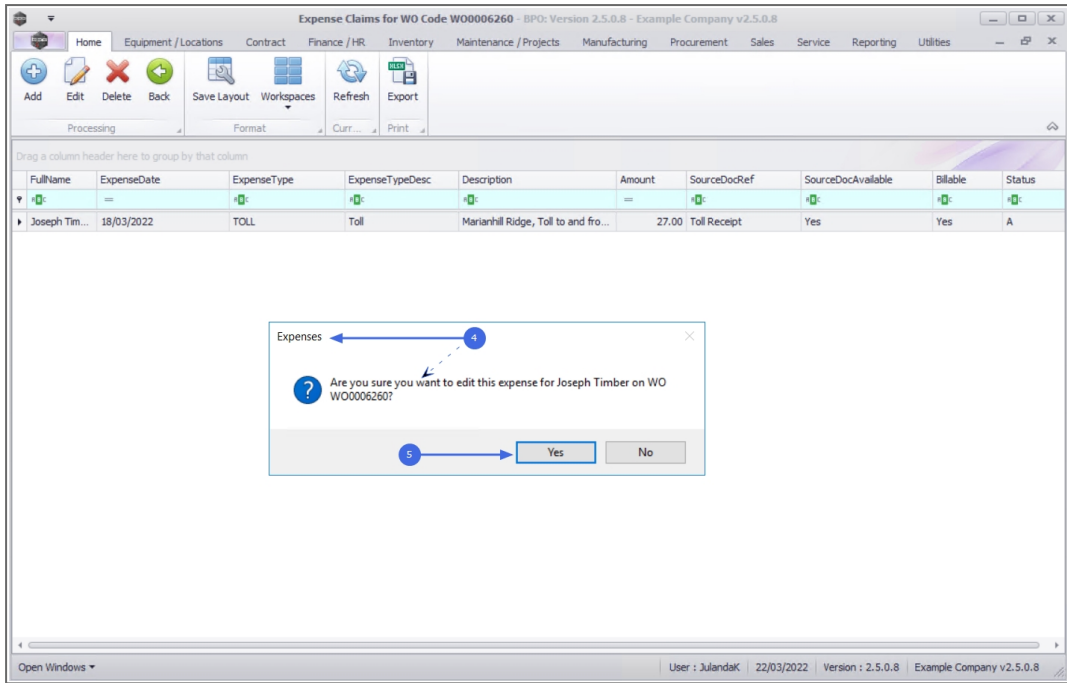 Expense Claims for WO Code WO0006260 - BPO: Version 2.5.0.8 - Example Company v2.5.0.8
Home Equipment / Locations Contract Finance / HR Inventory Maintenance / Projects Manufacturing Procurement Sales Service Reporting Utilities
Add Edit Delete Back Save Layout Workspaces Refresh Export
Processing Format Curr... Print
Drag a column header here to group by that column
FullName ExpenseDate ExpenseType ExpenseTypeDesc Description Amount SourceDocRef SourceDocAvailable Billable Status
Joseph Tim... 18/03/2022 TOLL Toll Marianhill Ridge, Toll to and fro... 27.00 Toll Receipt Yes Yes A
Expenses 4
Are you sure you want to edit this expense for Joseph Timber on WO
WO0006260?
5 Yes No
Open Windows User : JulandaK 22/03/2022 Version : 2.5.0.8 Example Company v2.5.0.8